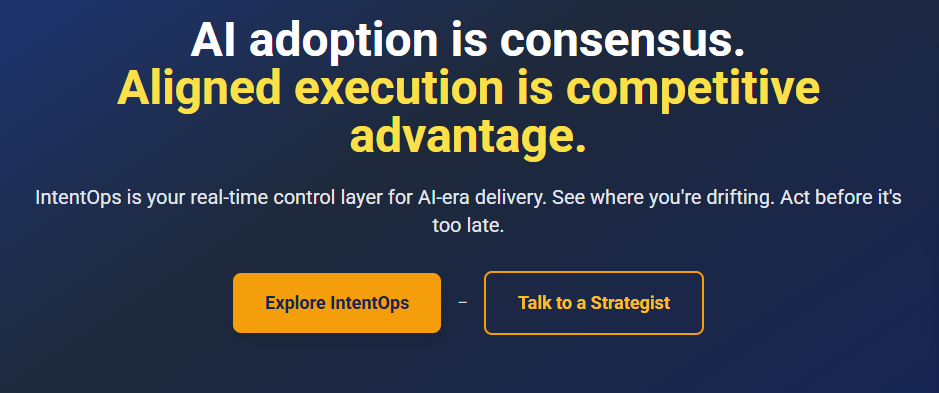 AI adoption is consensus.
Aligned execution is competitive
advantage.
IntentOps is your real-time control layer for AI-era delivery. See where you're drifting. Act before it's
too late.
Explore IntentOps – Talk to a Strategist